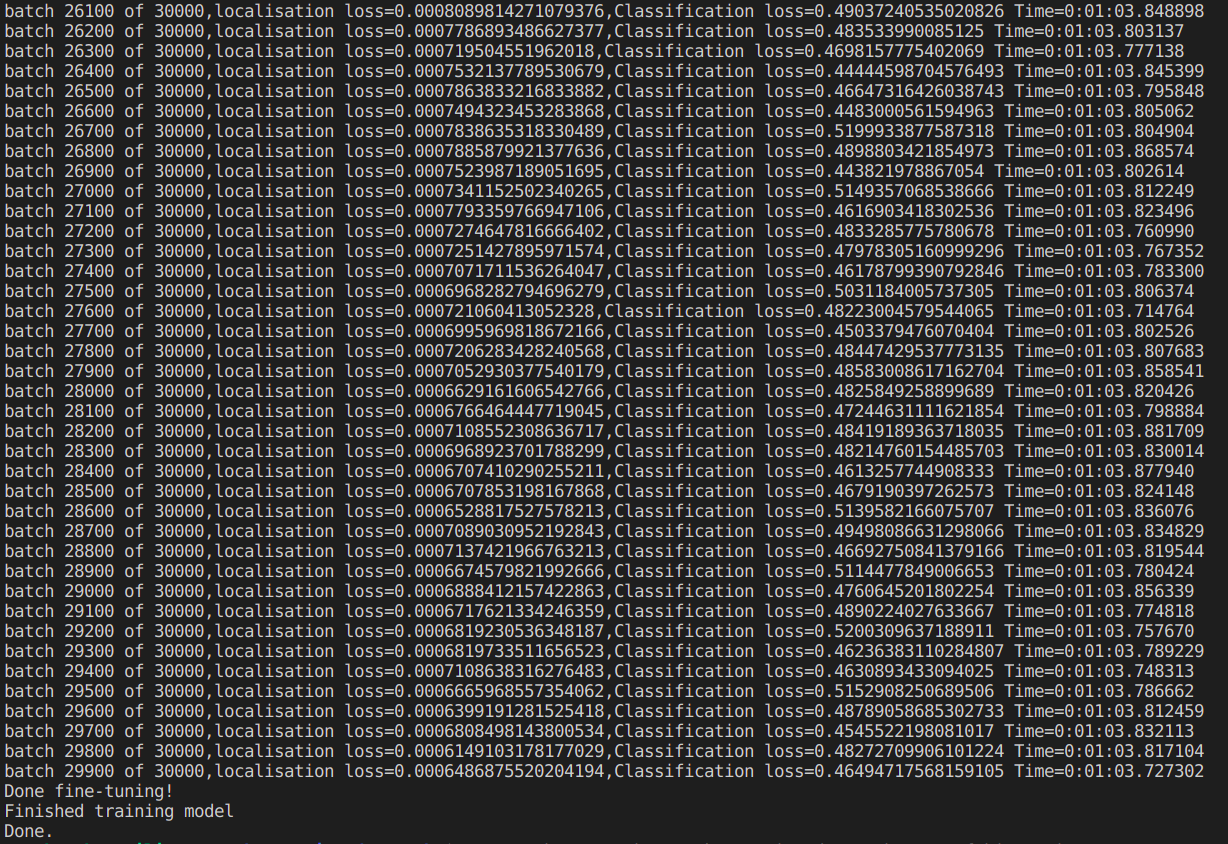 batch 26100 of 30000,localisation loss=0.0008089814271079376,Classification loss=0.49037240535020826 Time=0:01:03.848898
batch 26200 of 30000,localisation loss=0.0007786893486627377,Classification loss=0.483533990085125 Time=0:01:03.803137
batch 26300 of 30000,localisation loss=0.000719504551962018,Classification loss=0.4698157775402069 Time=0:01:03.777138
batch 26400 of 30000,localisation loss=0.0007532137789530679,Classification loss=0.44444598704576493 Time=0:01:03.845399
batch 26500 of 30000,localisation loss=0.0007863833216833882,Classification loss=0.46647316426038743 Time=0:01:03.795848
batch 26600 of 30000,localisation loss=0.0007494323453283868,Classification loss=0.4483000561594963 Time=0:01:03.805062
batch 26700 of 30000,localisation loss=0.0007838635318330489,Classification loss=0.5199933877587318 Time=0:01:03.804904
batch 26800 of 30000,localisation loss=0.0007885879921377636,Classification loss=0.4898803421854973 Time=0:01:03.868574
batch 26900 of 30000,localisation loss=0.0007523987189051695,Classification loss=0.443821978867054 Time=0:01:03.802614
batch 27000 of 30000,localisation loss=0.0007341152502340265,Classification loss=0.5149357068538666 Time=0:01:03.812249
batch 27100 of 30000,localisation loss=0.0007793359766947106,Classification loss=0.4616903418302536 Time=0:01:03.823496
batch 27200 of 30000,localisation loss=0.0007274647816666402,Classification loss=0.4833285775780678 Time=0:01:03.760990
batch 27300 of 30000,localisation loss=0.0007251427895971574,Classification loss=0.47978305160999296 Time=0:01:03.767352
batch 27400 of 30000,localisation loss=0.0007071711536264047,Classification loss=0.46178799390792846 Time=0:01:03.783300
batch 27500 of 30000,localisation loss=0.0006968282794696279,Classification loss=0.5031184005737305 Time=0:01:03.806374
batch 27600 of 30000,localisation loss=0.000721060413052328,Classification loss=0.48223004579544065 Time=0:01:03.714764
batch 27700 of 30000,localisation loss=0.0006995969818672166,Classification loss=0.4503379476070404 Time=0:01:03.802526
batch 27800 of 30000,localisation loss=0.0007206283428240568,Classification loss=0.48447429537773135 Time=0:01:03.807683
batch 27900 of 30000,localisation loss=0.0007052930377540179,Classification loss=0.48583008617162704 Time=0:01:03.858541
batch 28000 of 30000,localisation loss=0.0006629161606542766,Classification loss=0.48258492588​99689 Time=0:01:03.820426
batch 28100 of 30000,localisation loss=0.0006766464447719045,Classification loss=0.47244631111621854 Time=0:01:03.798884
batch 28200 of 30000,localisation loss=0.0007108552308636717,Classification loss=0.48419189363718035 Time=0:01:03.881709
batch 28300 of 30000,localisation loss=0.0006968923701788299,Classification loss=0.48214760154485703 Time=0:01:03.830014
batch 28400 of 30000,localisation loss=0.0006707410290255211,Classification loss=0.4613257744908333 Time=0:01:03.877940
batch 28500 of 30000,localisation loss=0.0006707853198167868,Classification loss=0.4679190397262573 Time=0:01:03.824148
batch 28600 of 30000,localisation loss=0.0006528817527578213,Classification loss=0.5139582166075707 Time=0:01:03.836076
batch 28700 of 30000,localisation loss=0.0007089030952192843,Classification loss=0.49498086631298066 Time=0:01:03.834829
batch 28800 of 30000,localisation loss=0.0007137421966763213,Classification loss=0.46692750841379166 Time=0:01:03.819544
batch 28900 of 30000,localisation loss=0.0006674579821992666,Classification loss=0.5114477849006653 Time=0:01:03.780424
batch 29000 of 30000,localisation loss=0.0006888412157422863,Classification loss=0.4760645201802254 Time=0:01:03.856339
batch 29100 of 30000,localisation loss=0.0006717621334246359,Classification loss=0.4890224027633667 Time=0:01:03.774818
batch 29200 of 30000,localisation loss=0.0006819230536348187,Classification loss=0.5200309637188911 Time=0:01:03.757670
batch 29300 of 30000,localisation loss=0.0006819733511656523,Classification loss=0.46236383110284807 Time=0:01:03.789229
batch 29400 of 30000,localisation loss=0.0007108638316276483,Classification loss=0.4630893433094025 Time=0:01:03.748313
batch 29500 of 30000,localisation loss=0.0006665968557354062,Classification loss=0.5152908250689506 Time=0:01:03.786662
batch 29600 of 30000,localisation loss=0.0006399191281525418,Classification loss=0.48789058685302733 Time=0:01:03.812459
batch 29700 of 30000,localisation loss=0.0006808498143800534,Classification loss=0.4545522198081017 Time=0:01:03.832113
batch 29800 of 30000,localisation loss=0.0006149103178177029,Classification loss=0.48272709906101224 Time=0:01:03.817104
batch 29900 of 30000,localisation loss=0.0006486875520204194,Classification loss=0.46494717568159105 Time=0:01:03.727302
Done fine-tuning!
Finished training model
Done.